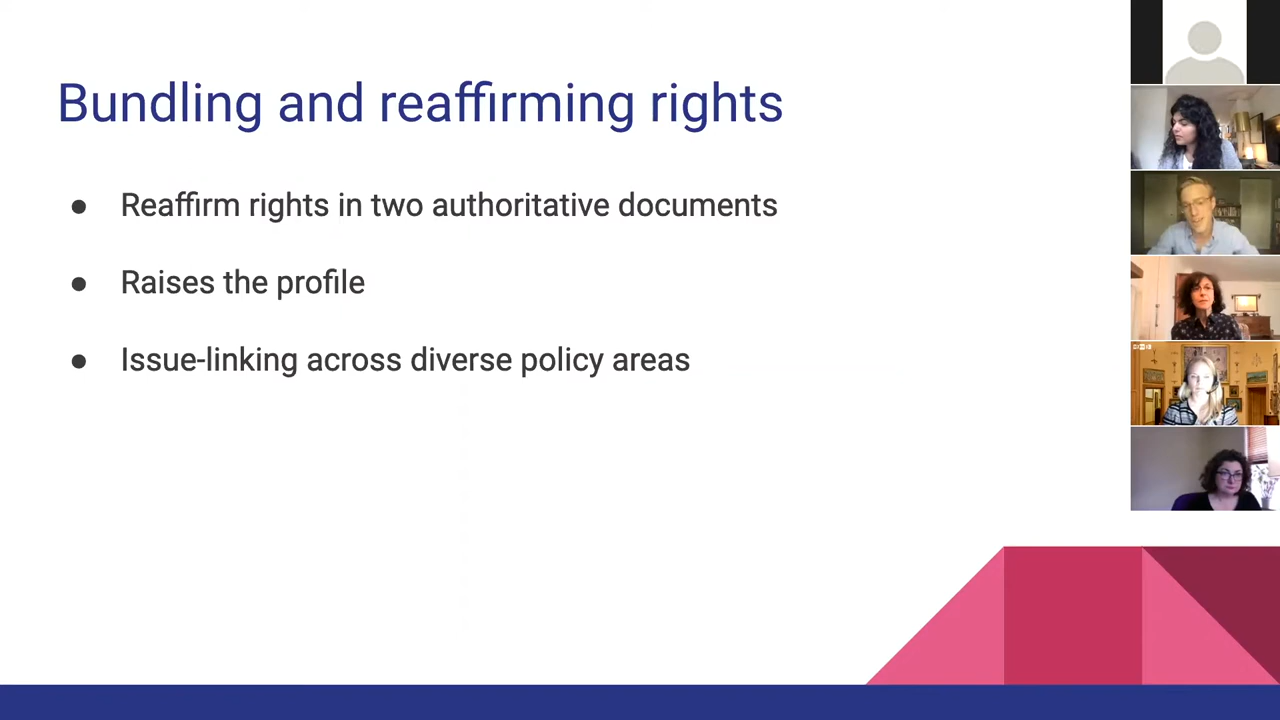 Bundling and reaffirming rights
● Reaffirm rights in two authoritative documents
● Raises the profile
● Issue-linking across diverse policy areas